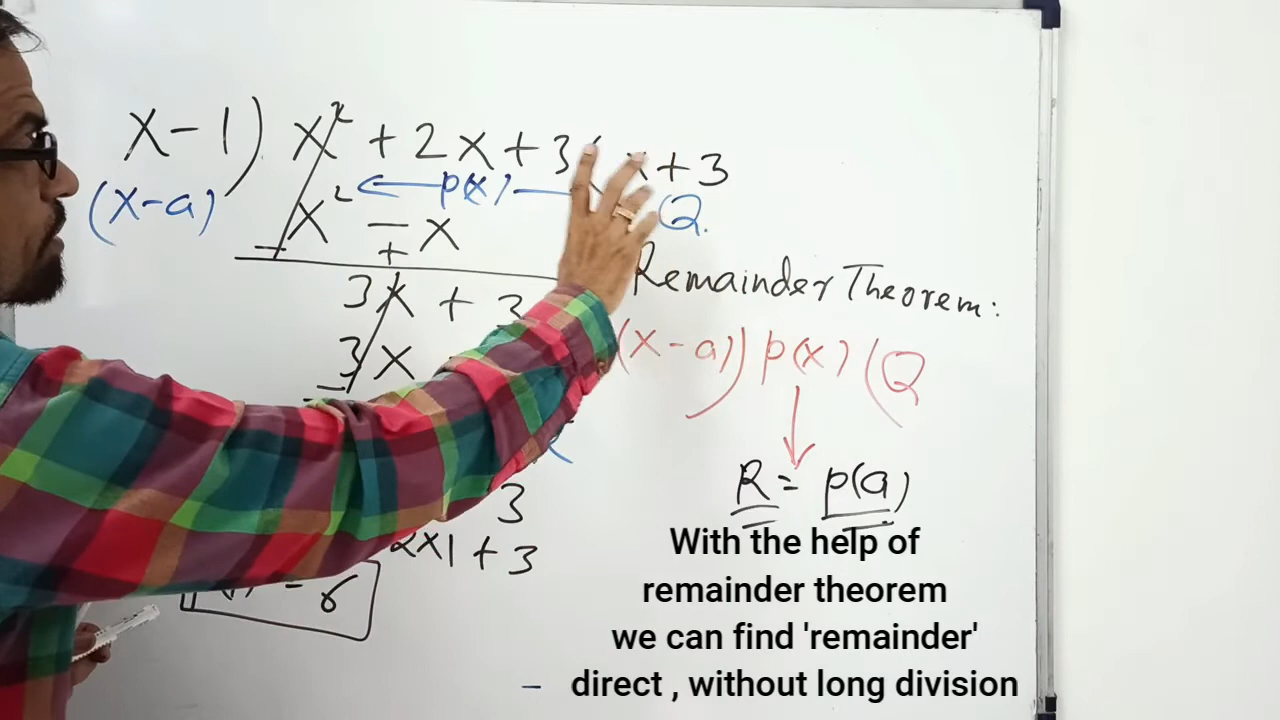 x - 1) x² + 2x + 3( x + 3
(x-a) p(x) Q.
x² - x
- +
3x + 3
3x
-
Remainder Theorem:
(x-a) p(x) (Q
R = p(a)
3
2x1 + 3
= 6
With the help of
remainder theorem
we can find 'remainder'
– direct , without long division